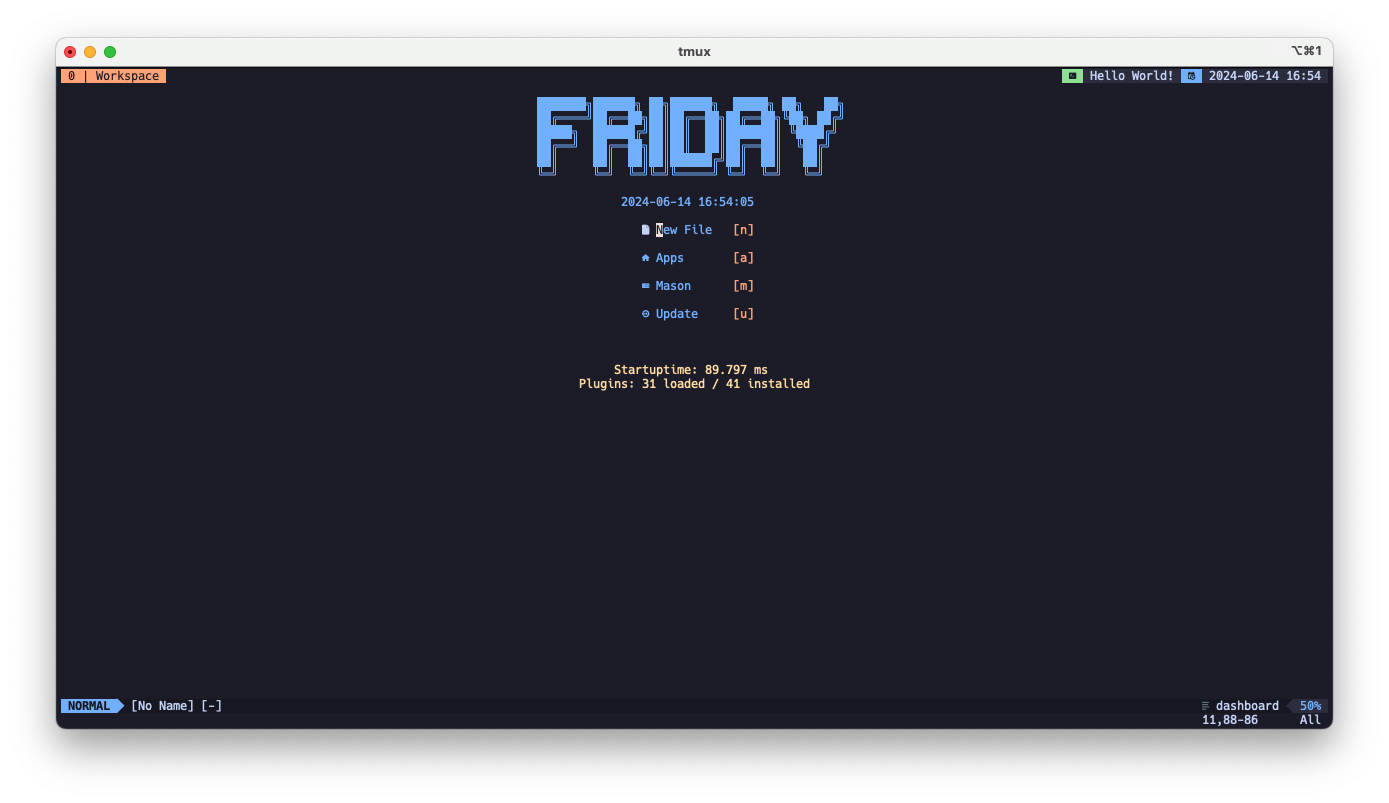 tmux
⌥⌘1
0 | Workspace
Hello World! 2024-06-14 16:54
FRIDAY
2024-06-14 16:54:05
New File [n]
Apps [a]
Mason [m]
Update [u]
Startuptime: 89.797 ms
Plugins: 31 loaded / 41 installed
NORMAL [No Name] [-]
dashboard 50%
11,88-86 All